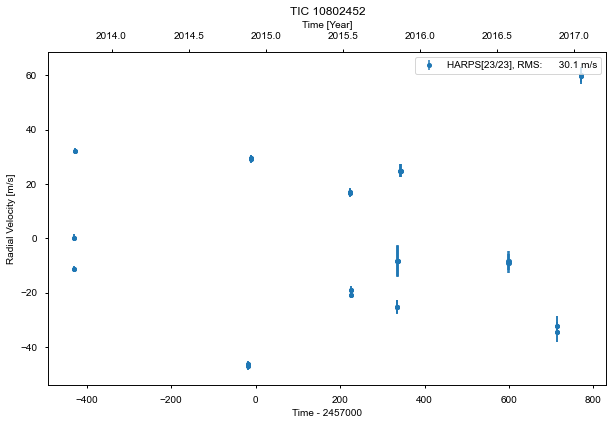 TIC 10802452
Time [Year]
2014.0 2014.5 2015.0 2015.5 2016.0 2016.5 2017.0
HARPS[23/23], RMS: 30.1 m/s
60
40
20
0
−20
−40
Radial Velocity [m/s]
−400 −200 0 200 400 600 800
Time - 2457000